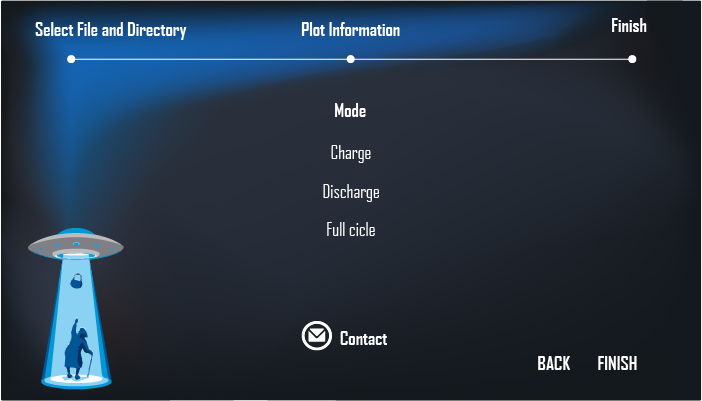 Select File and Directory
Plot Information
Finish
Mode
Charge
Discharge
Full cicle
Contact
BACK
FINISH